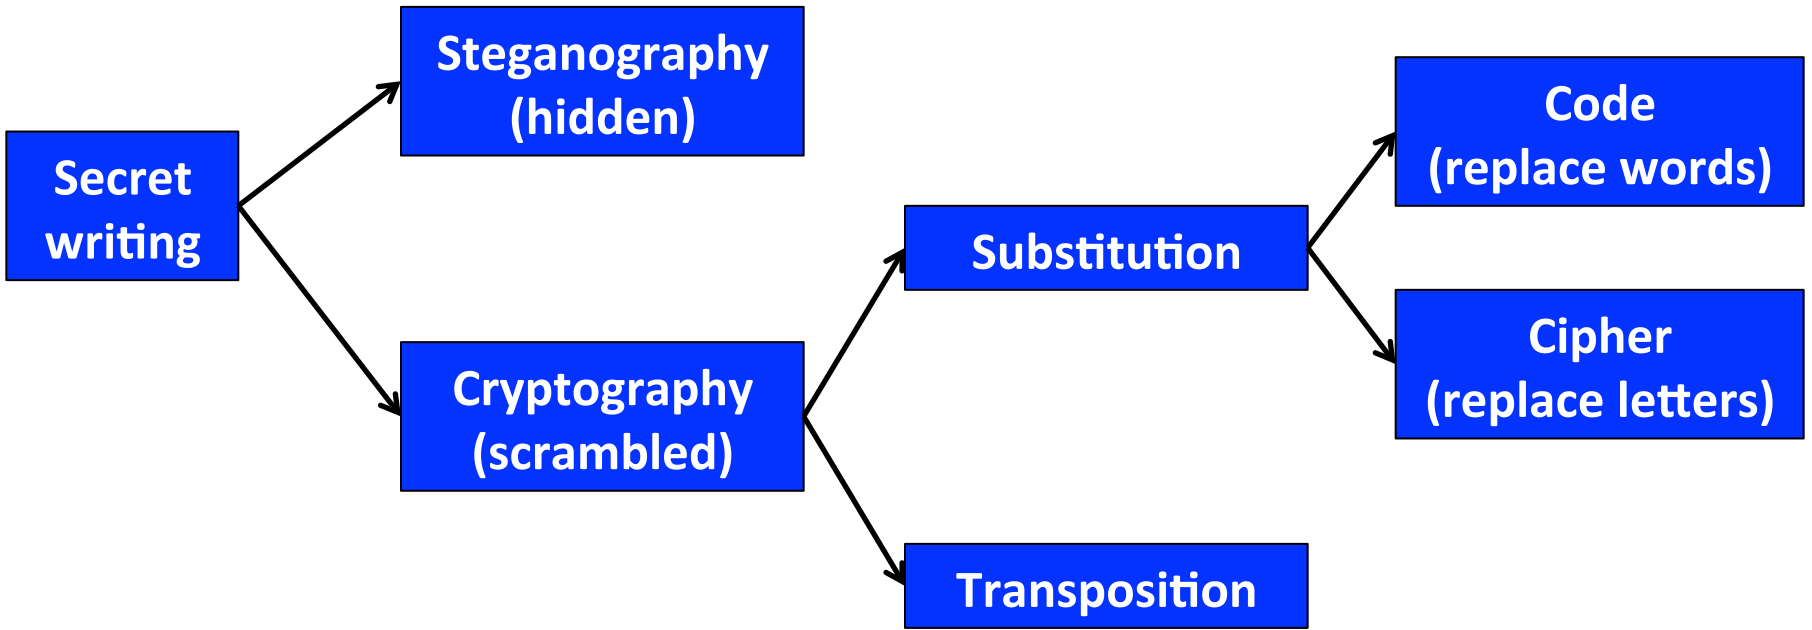 Secret
writing
Steganography
(hidden)
Cryptography
(scrambled)
Substitution
Transposition
Code
(replace words)
Cipher
(replace letters)